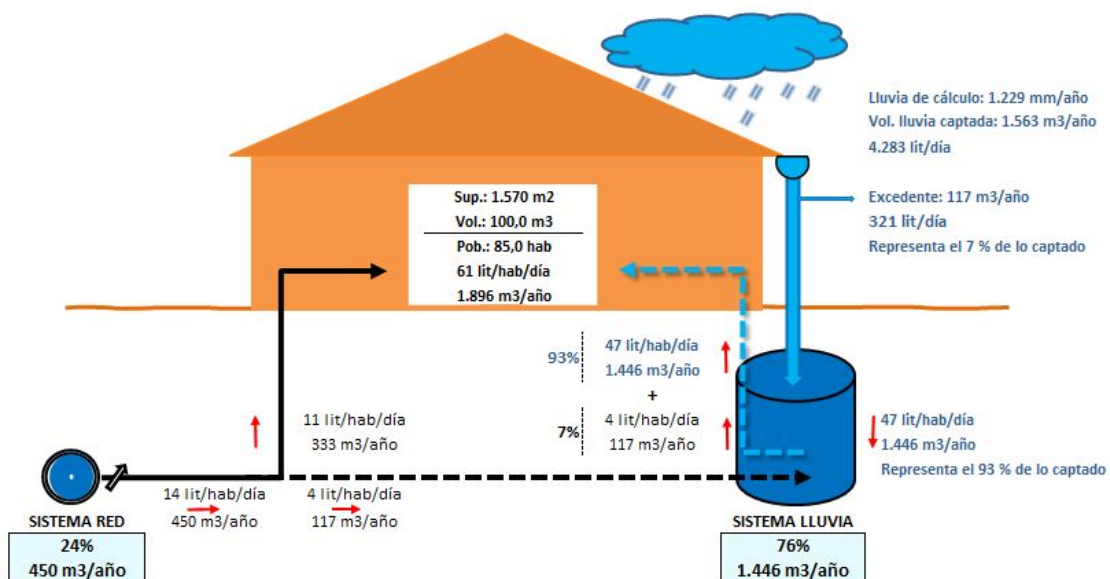 Lluvia de cálculo: 1.229 mm/año
Vol. lluvia captada: 1.563 m3/año
4.283 lit/día
Excedente: 117 m3/año
321 lit/día
Representa el 7 % de lo captado
Sup.: 1.570 m2
Vol.: 100,0 m3
Pob.: 85,0 hab
61 lit/hab/día
1.896 m3/año
93%
47 lit/hab/día
1.446 m3/año
+
7%
4 lit/hab/día
117 m3/año
11 lit/hab/día
333 m3/año
47 lit/hab/día
1.446 m3/año
Representa el 93 % de lo captado
14 lit/hab/día
450 m3/año
4 lit/hab/día
117 m3/año
SISTEMA RED
24%
450 m3/año
SISTEMA LLUVIA
76%
1.446 m3/año